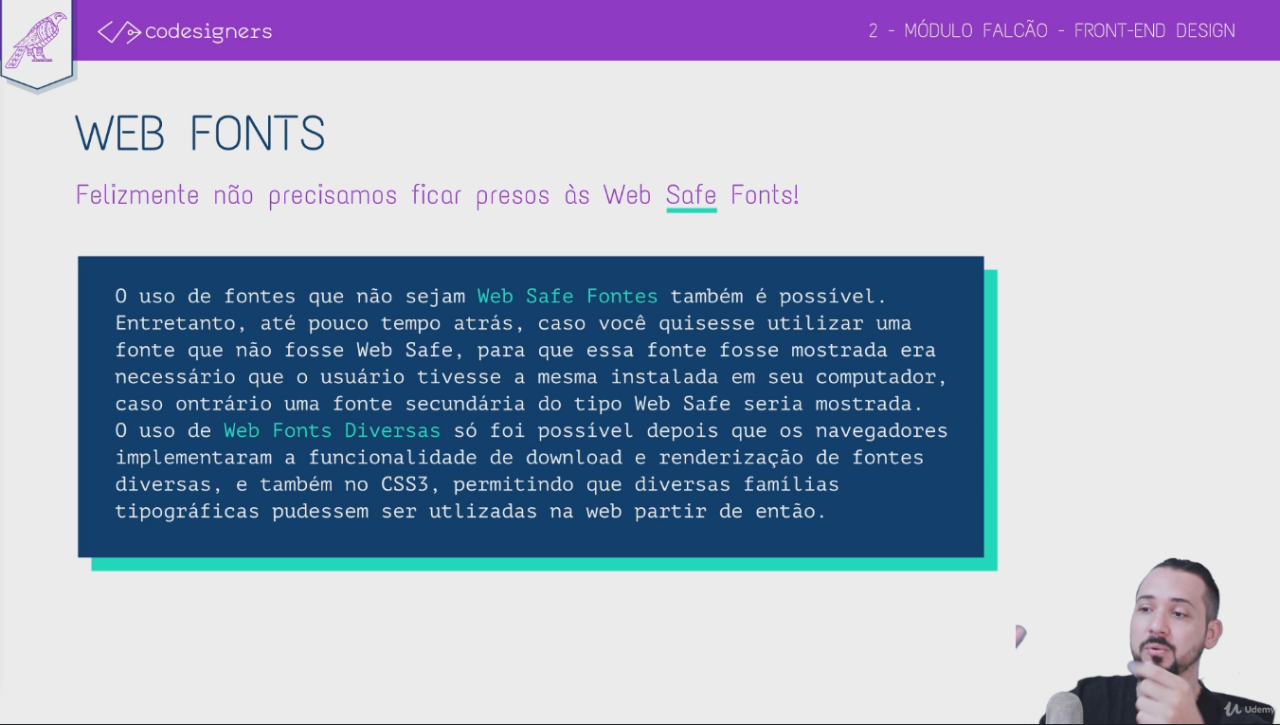 codesigners
2 - MÓDULO FALCÃO - FRONT-END DESIGN
WEB FONTS
Felizmente não precisamos ficar presos às Web Safe Fonts!
O uso de fontes que não sejam Web Safe Fontes também é possível.
Entretanto, até pouco tempo atrás, caso você quisesse utilizar uma
fonte que não fosse Web Safe, para que essa fonte fosse mostrada era
necessário que o usuário tivesse a mesma instalada em seu computador,
caso ontrário uma fonte secundária do tipo Web Safe seria mostrada.
O uso de Web Fonts Diversas só foi possível depois que os navegadores
implementaram a funcionalidade de download e renderização de fontes
diversas, e também no CSS3, permitindo que diversas famílias
tipográficas pudessem ser utlizadas na web partir de então.
Udemy